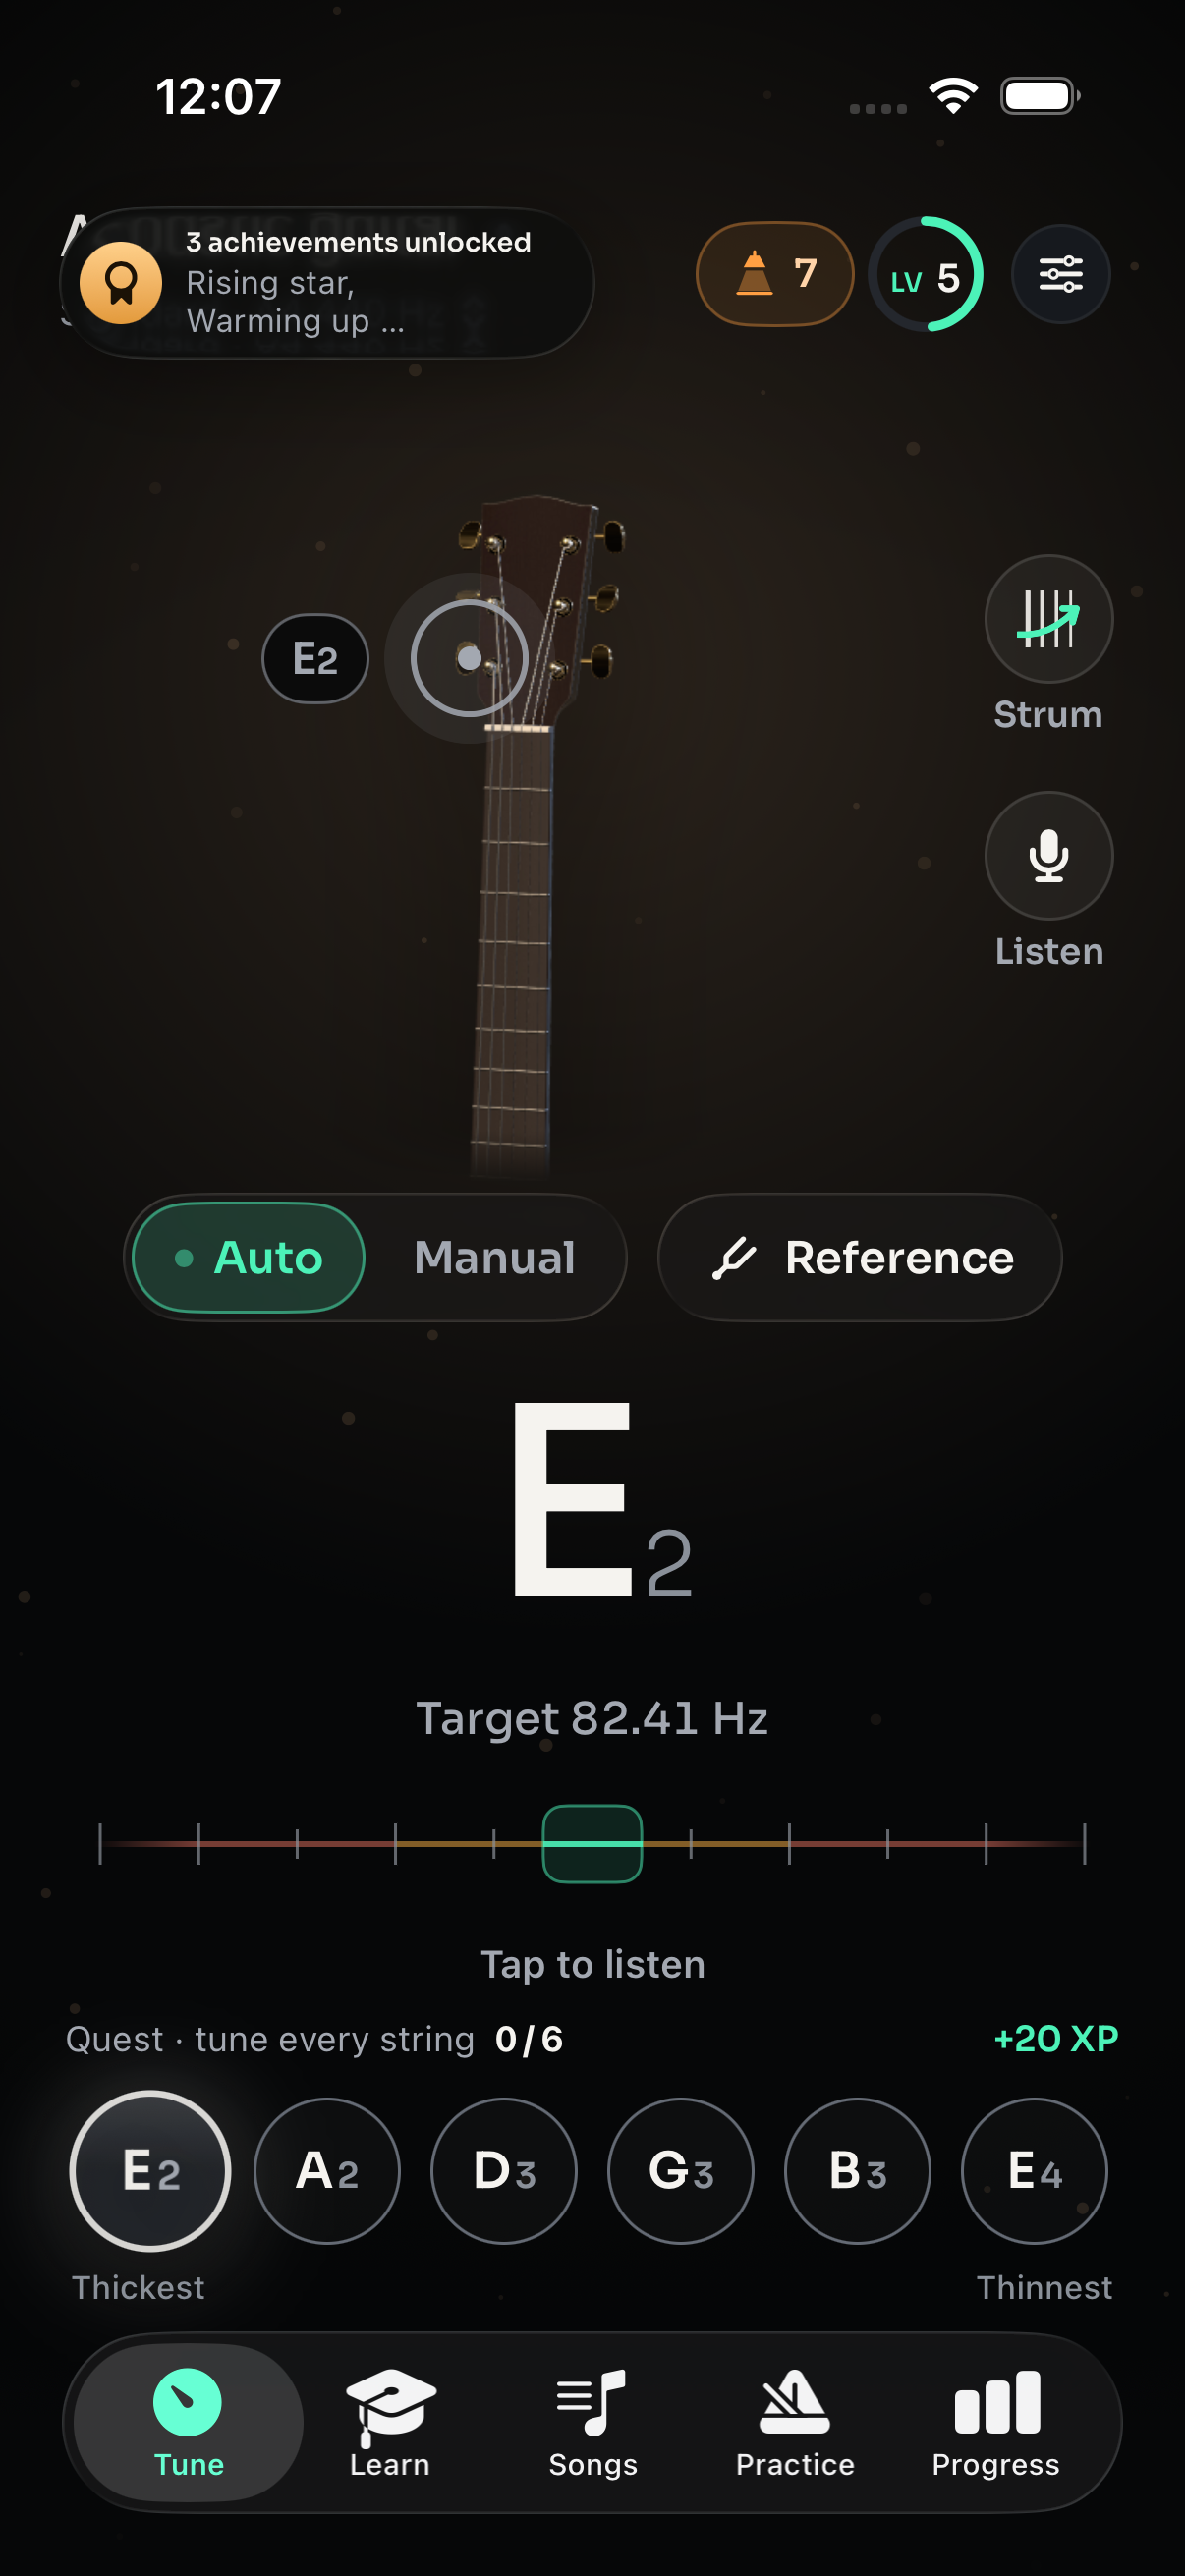 12:07
3 achievements unlocked
Rising star,
Warming up ...
7
LV 5
E2
Strum
Listen
Auto
Manual
Reference
E2
Target 82.41 Hz
Tap to listen
Quest · tune every string 0/6
+20 XP
E2
A2
D3
G3
B3
E4
Thickest
Thinnest
Tune
Learn
Songs
Practice
Progress